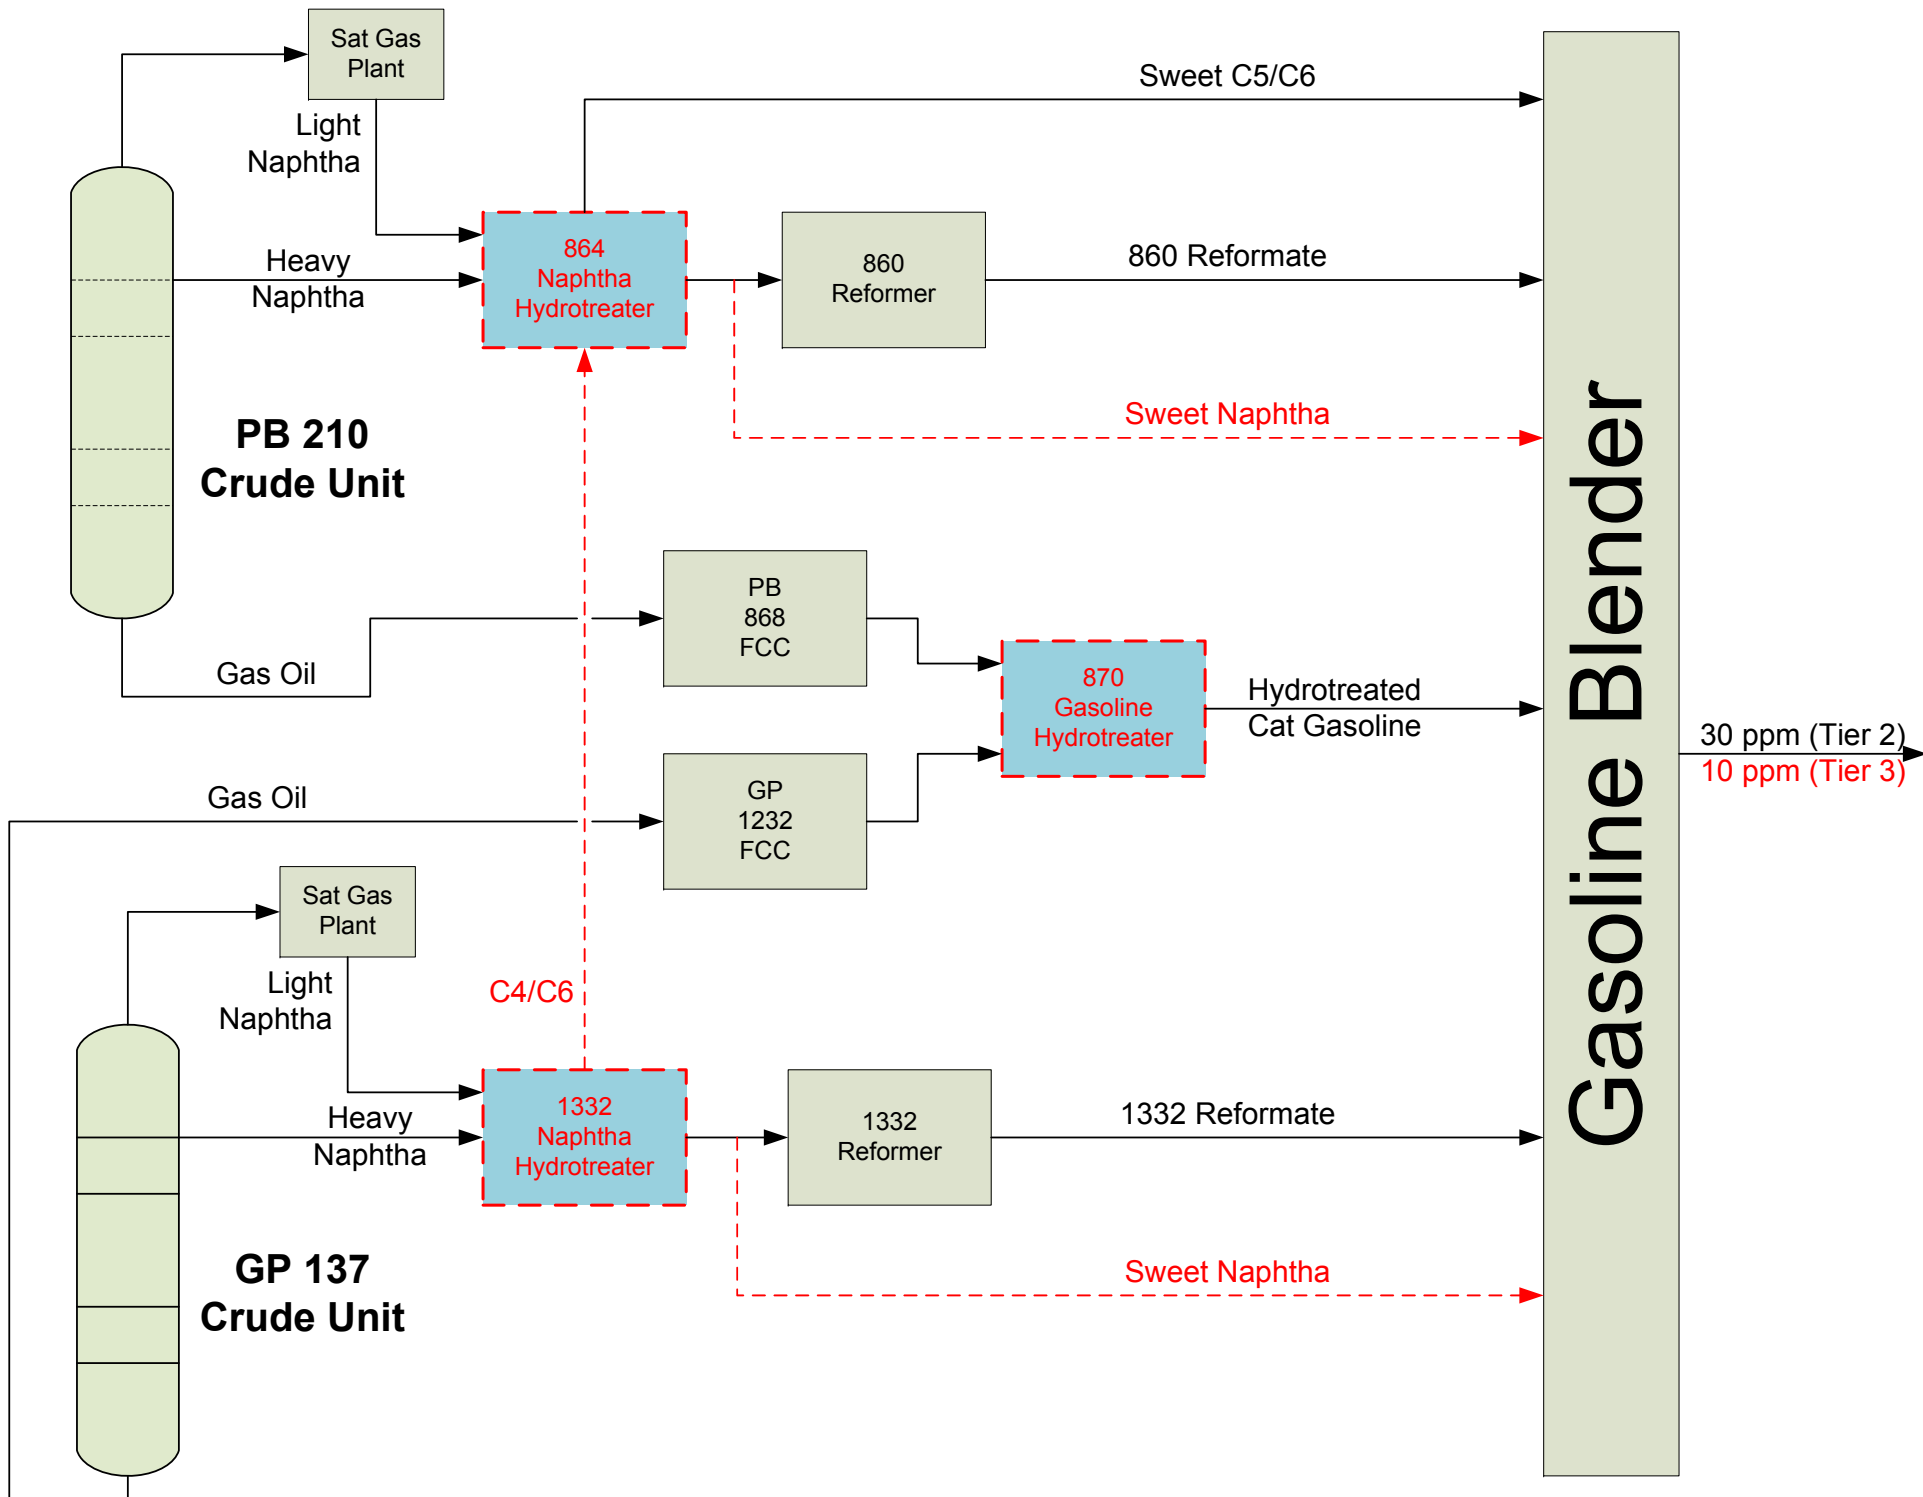 Sat Gas
Plant
Light
Naphtha
Sweet C5/C6
Heavy
Naphtha
864
Naphtha
Hydrotreater
860
Reformer
860 Reformate
Sweet Naphtha
PB 210
Crude Unit
Gas Oil
PB
868
FCC
870
Gasoline
Hydrotreater
Hydrotreated
Cat Gasoline
Gasoline Blender
30 ppm (Tier 2)
10 ppm (Tier 3)
Gas Oil
GP
1232
FCC
Sat Gas
Plant
Light
Naphtha
C4/C6
Heavy
Naphtha
1332
Naphtha
Hydrotreater
1332
Reformer
1332 Reformate
Sweet Naphtha
GP 137
Crude Unit